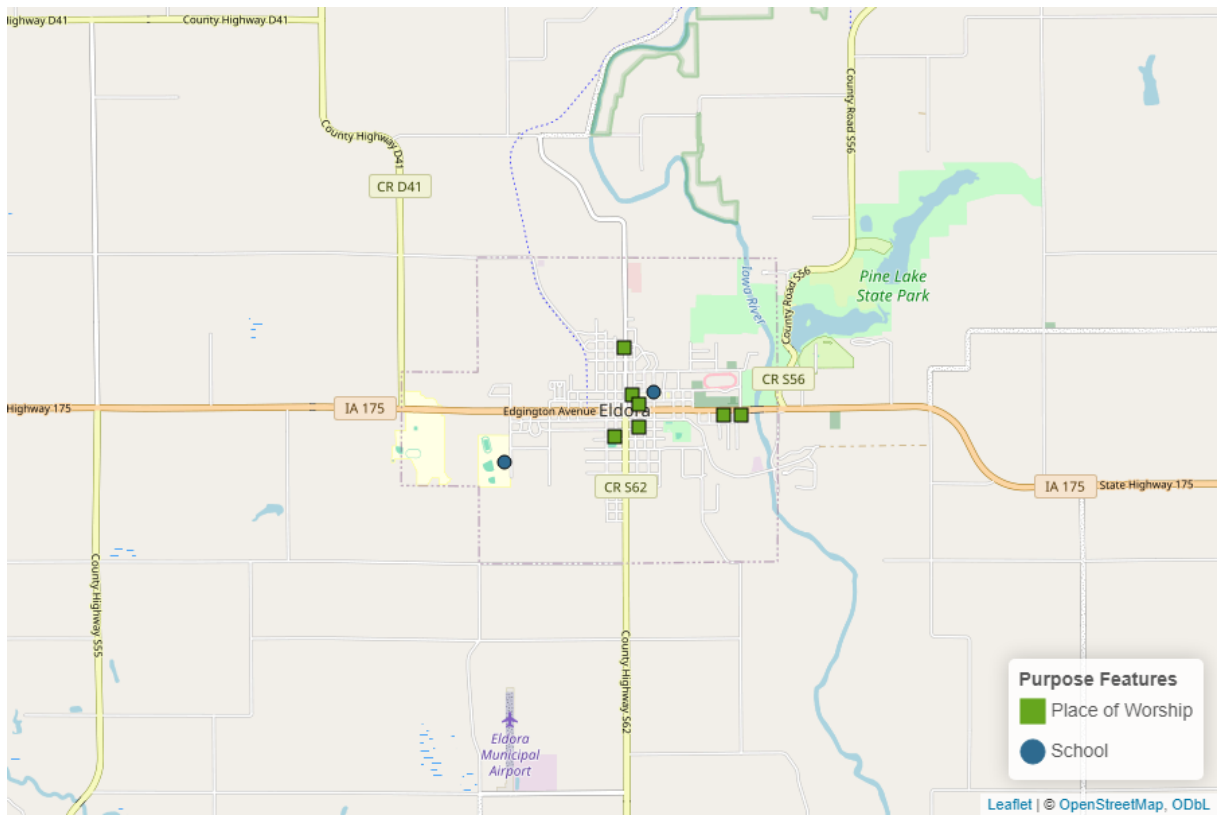 ighway D41
County Highway D41
County Road S56
County Highway D41
CR D41
Iowa River
County Road S56
Pine Lake
State Park
CR S56
Highway 175
IA 175
Edgington Avenue
Eldora
CR S62
IA 175
State Highway 175
County Highway S55
County Highway S62
Eldora
Municipal
Airport
Purpose Features
Place of Worship
School
Leaflet | © OpenStreetMap, ODbL